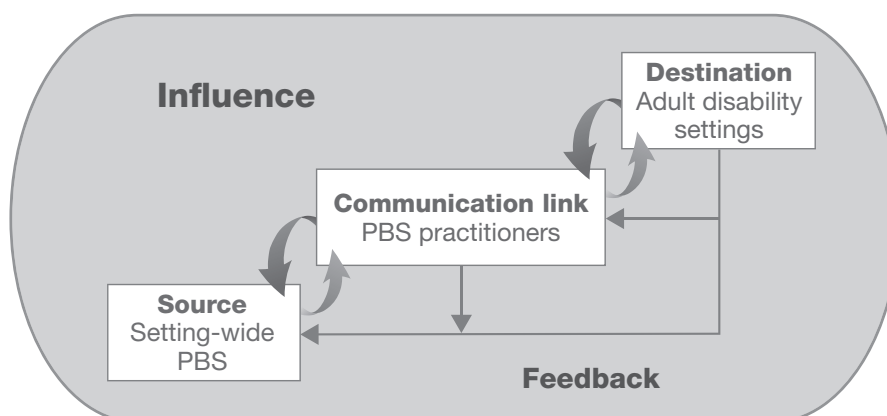 Influence
Destination
Adult disability
settings
Communication link
PBS practitioners
Source
Setting-wide
PBS
Feedback